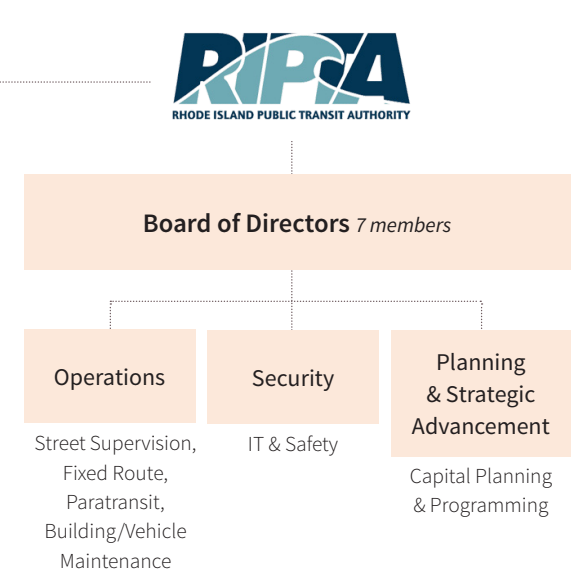 RIPTA
RHODE ISLAND PUBLIC TRANSIT AUTHORITY
Board of Directors 7 members
Operations
Street Supervision,
Fixed Route,
Paratransit,
Building/Vehicle
Maintenance
Security
IT & Safety
Planning
& Strategic
Advancement
Capital Planning
& Programming